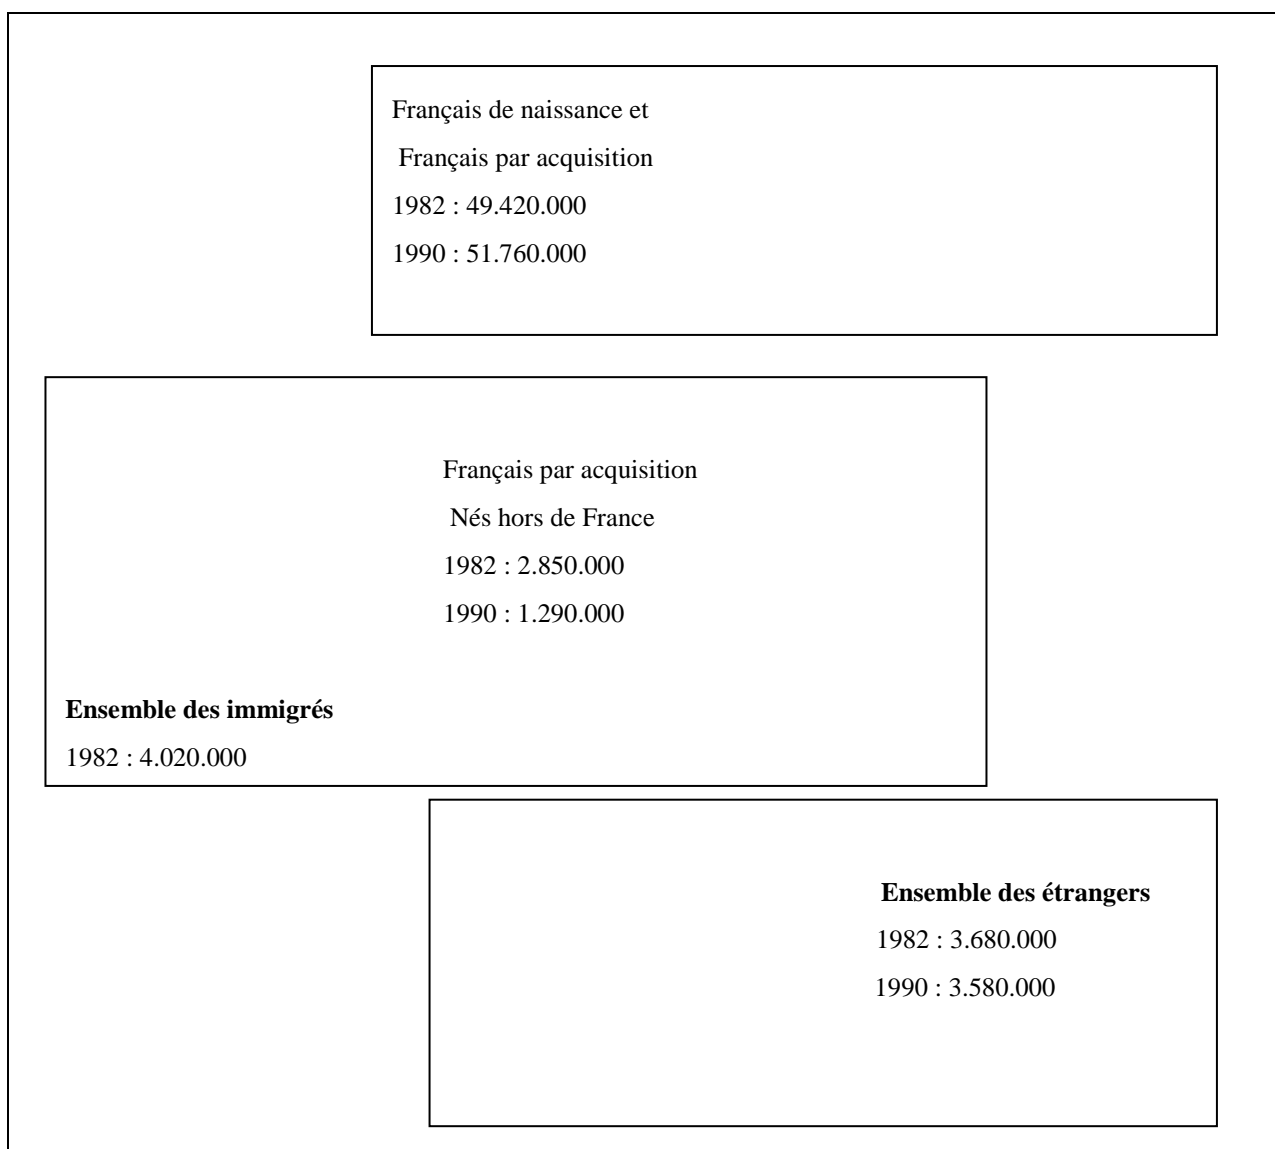 Français de naissance et
Français par acquisition
1982 : 49.420.000
1990 : 51.760.000
Français par acquisition
Nés hors de France
1982 : 2.850.000
1990 : 1.290.000
Ensemble des immigrés
1982 : 4.020.000
Ensemble des étrangers
1982 : 3.680.000
1990 : 3.580.000